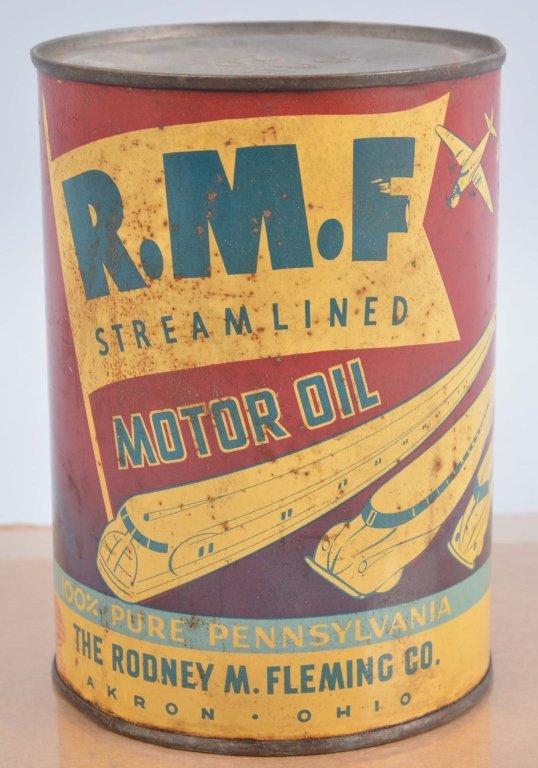 R.M.F
STREAMLINED
MOTOR OIL
100% PURE PENNSYLVANIA
THE RODNEY M. FLEMING CO.
AKRON • OHIO